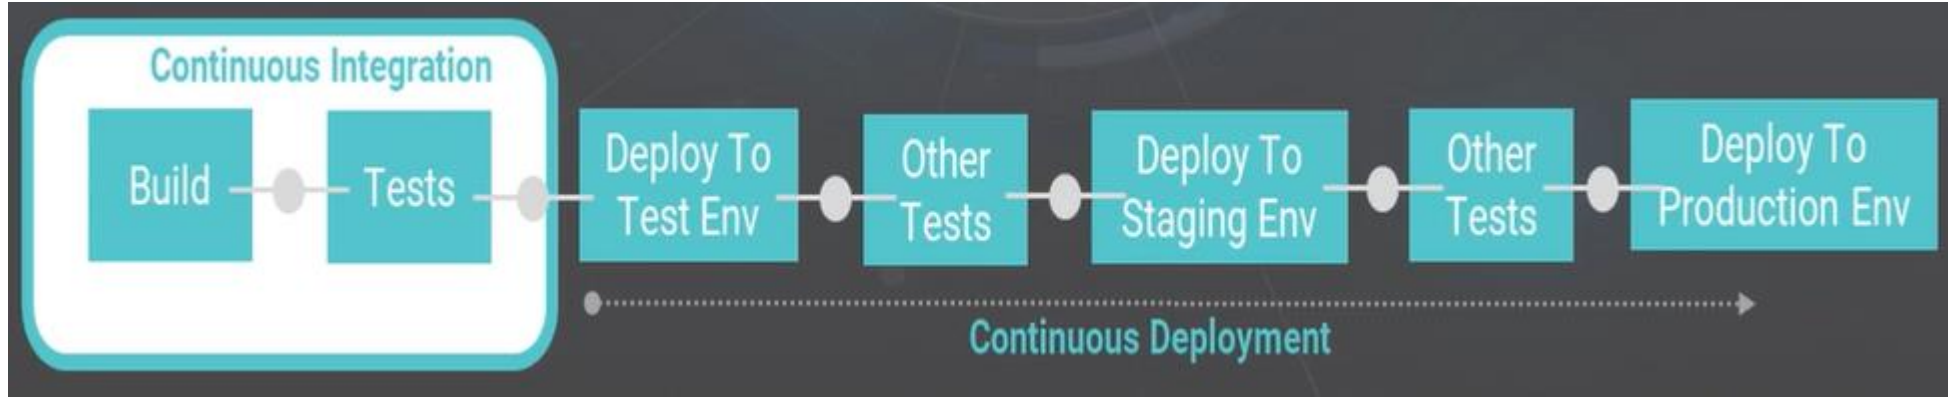 Continuous Integration
Build
Tests
Deploy To
Test Env
Other
Tests
Deploy To
Staging Env
Other
Tests
Deploy To
Production Env
Continuous Deployment